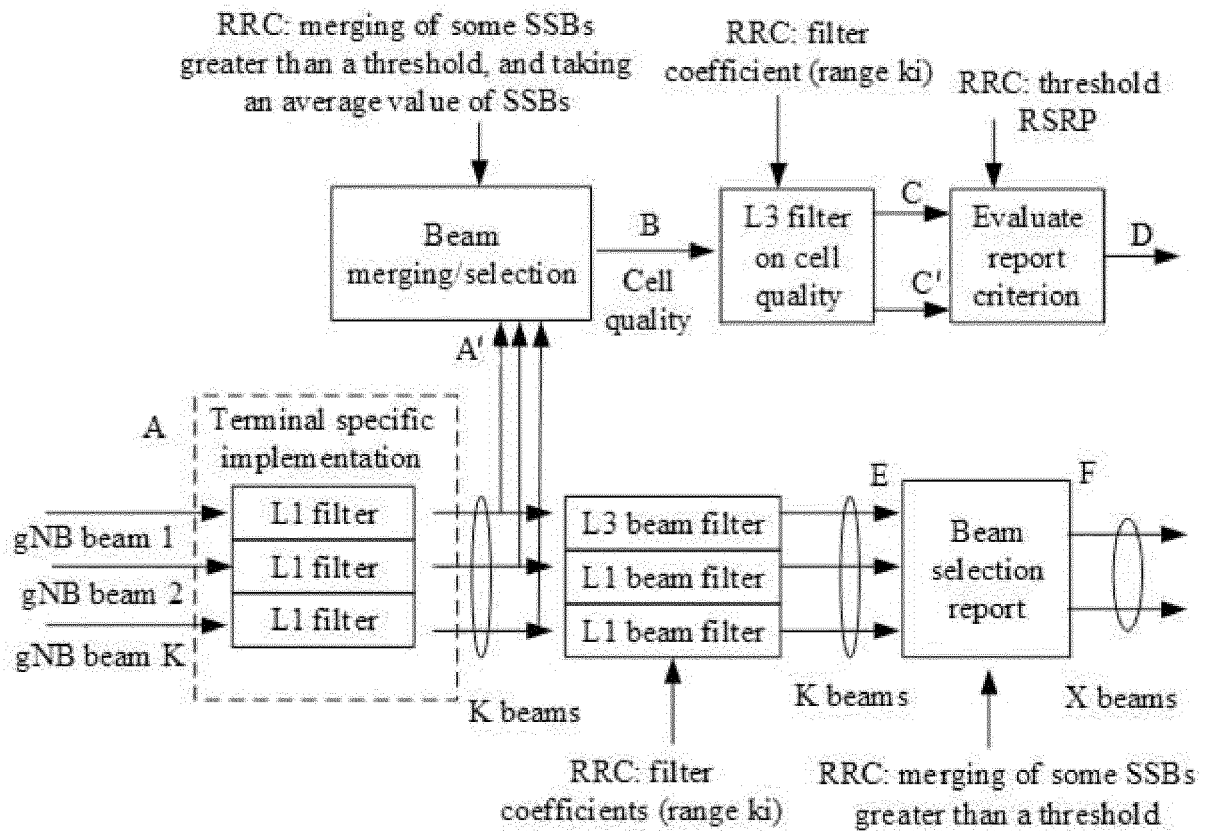 RRC: merging of some SSBs
greater than a threshold, and taking
an average value of SSBs
RRC: filter
coefficient (range ki)
RRC: threshold
RSRP
Beam
merging/selection
B
Cell
quality
L3 filter
on cell
quality
C
C'
Evaluate
report
criterion
D
A'
A
Terminal specific
implementation
L1 filter
L1 filter
L1 filter
gNB beam 1
gNB beam 2
gNB beam K
K beams
L3 beam filter
L1 beam filter
L1 beam filter
E
K beams
Beam
selection
report
F
X beams
RRC: filter
coefficients (range ki)
RRC: merging of some SSBs
greater than a threshold